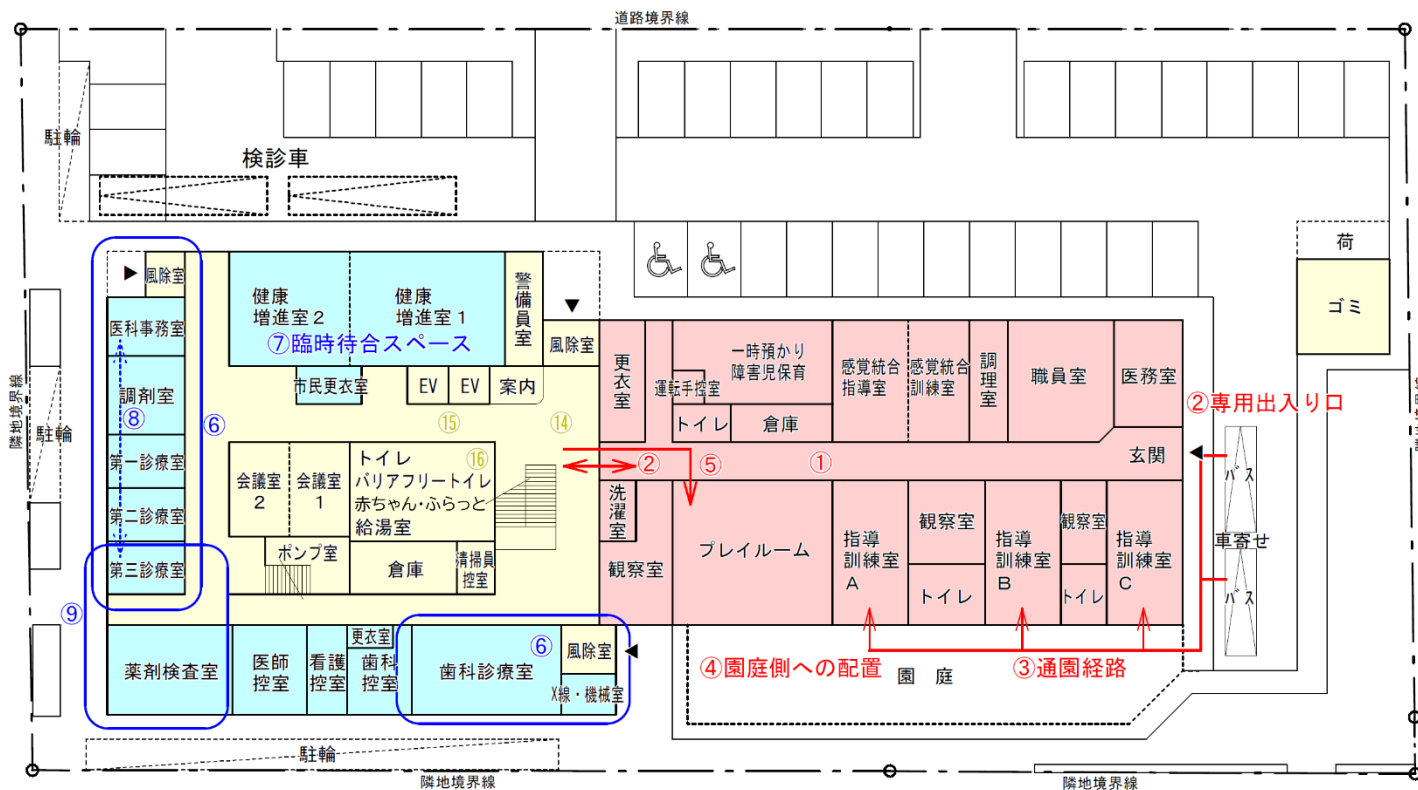 道路境界線
駐輪
検診車
荷
ゴミ
風除室
医科事務室
調剤室
⑧
⑥
第一診療室
第二診療室
第三診療室
⑨
隣地境界線
駐輪
健康
増進室2
健康
増進室1
⑦臨時待合スペース
警備員室
風除室
市民更衣室
EV
EV
案内
⑮
⑭
会議室
2
会議室
1
トイレ
⑯
バリアフリートイレ
赤ちゃん・ふらっと
給湯室
ポンプ室
倉庫
清掃員
控室
更衣室
運転手控室
一時預かり
障害児保育
トイレ
倉庫
感覚統合
指導室
感覚統合
訓練室
調理室
職員室
医務室
②専用出入り口
②
⑤
①
玄関
バス
車寄せ
バス
洗濯室
観察室
プレイルーム
指導
訓練室
A
観察室
トイレ
指導
訓練室
B
観察室
トイレ
指導
訓練室
C
④園庭側への配置
③通園経路
園庭
薬剤検査室
医師
控室
看護
控室
更衣室
歯科
控室
歯科診療室
⑥
風除室
X線・機械室
駐輪
隣地境界線
隣地境界線